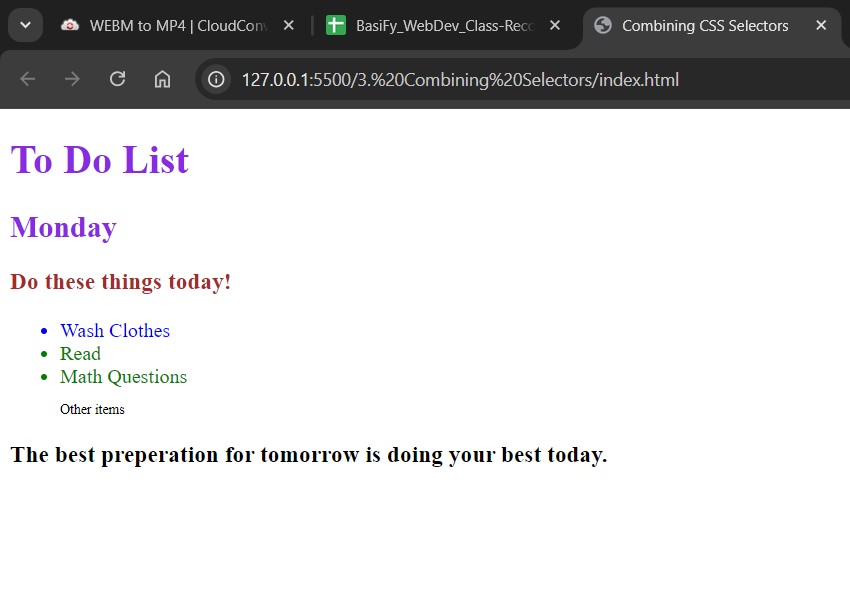 WEBM to MP4 | CloudConv
BasiFy_WebDev_Class-Reco
Combining CSS Selectors
127.0.0.1:5500/3.%20Combining%20Selectors/index.html
To Do List
Monday
Do these things today!
Wash Clothes
Read
Math Questions
Other items
The best preperation for tomorrow is doing your best today.